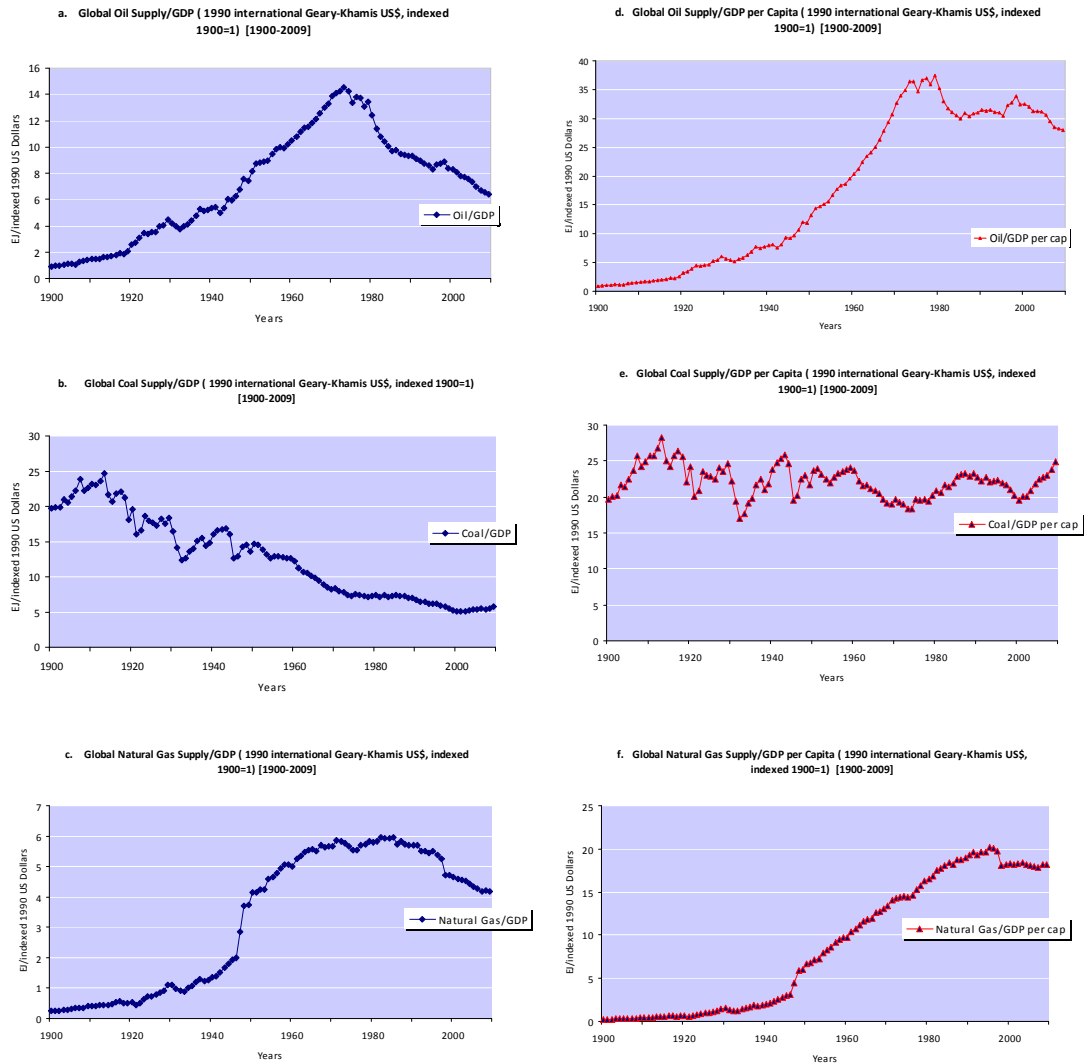 a. Global Oil Supply/GDP ( 1990 international Geary-Khamis US$, indexed
1900=1) [1900-2009]
EJ/indexed 1990 US Dollars
16
14
12
10
8
6
4
2
0
Oil/GDP
1900 1920 1940 1960 1980 2000
Years
b. Global Coal Supply/GDP ( 1990 international Geary-Khamis US$, indexed 1900=1)
[1900-2009]
EJ/indexed 1990 US Dollars
30
25
20
15
10
5
0
Coal/GDP
1900 1920 1940 1960 1980 2000
Years
c. Global Natural Gas Supply/GDP ( 1990 international Geary-Khamis US$, indexed
1900=1) [1900-2009]
EJ/indexed 1990 US Dollars
7
6
5
4
3
2
1
0
Natural Gas/GDP
1900 1920 1940 1960 1980 2000
Years
d. Global Oil Supply/GDP per Capita ( 1990 international Geary-Khamis US$, indexed
1900=1) [1900-2009]
EJ/indexed 1990 US Dollars
40
35
30
25
20
15
10
5
0
Oil/GDP per cap
1900 1920 1940 1960 1980 2000
Years
e. Global Coal Supply/GDP per Capita ( 1990 international Geary-Khamis US$, indexed
1900=1) [1900-2009]
EJ/indexed 1990 US Dollars
30
25
20
15
10
5
0
Coal/GDP per cap
1900 1920 1940 1960 1980 2000
Years
f. Global Natural Gas Supply/GDP per Capita ( 1990 international Geary-Khamis US$,
indexed 1900=1) [1900-2009]
EJ/indexed 1990 US Dollars
25
20
15
10
5
0
Natural Gas/GDP per cap
1900 1920 1940 1960 1980 2000
Years